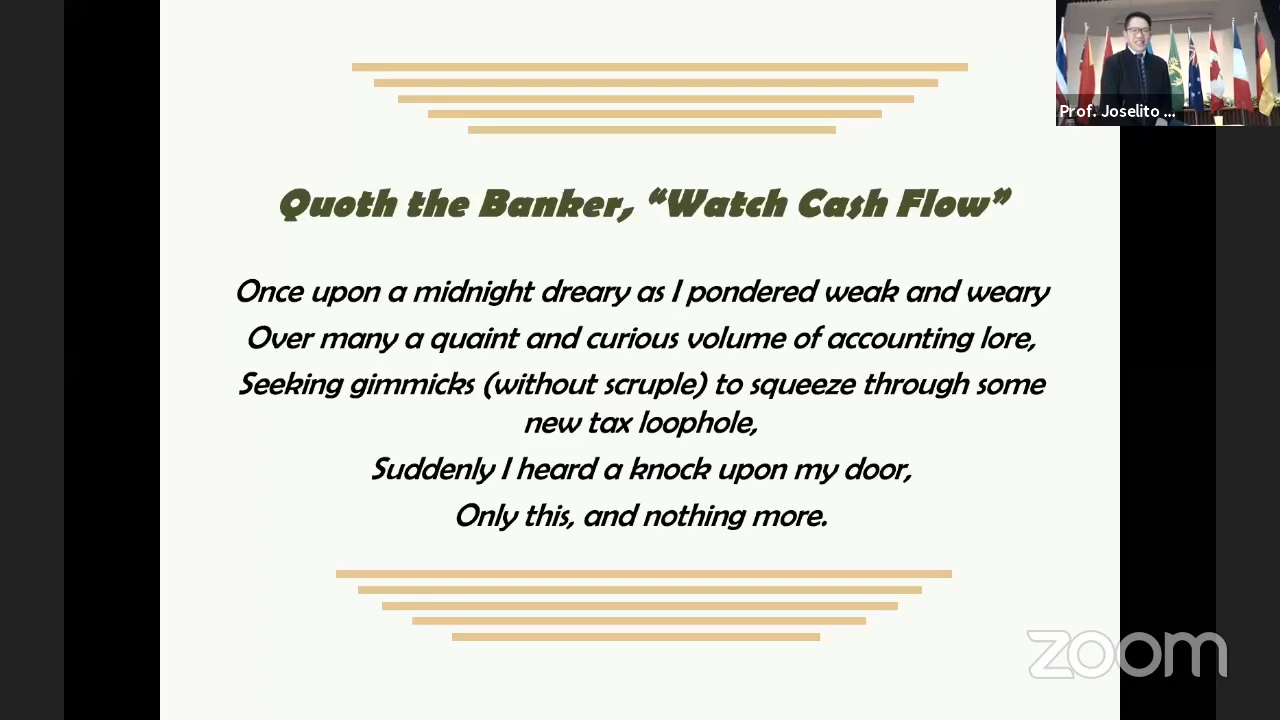 Prof. Joselito ...
Quoth the Banker, “Watch Cash Flow”
Once upon a midnight dreary as I pondered weak and weary
Over many a quaint and curious volume of accounting lore,
Seeking gimmicks (without scruple) to squeeze through some
new tax loophole,
Suddenly I heard a knock upon my door,
Only this, and nothing more.
zoom